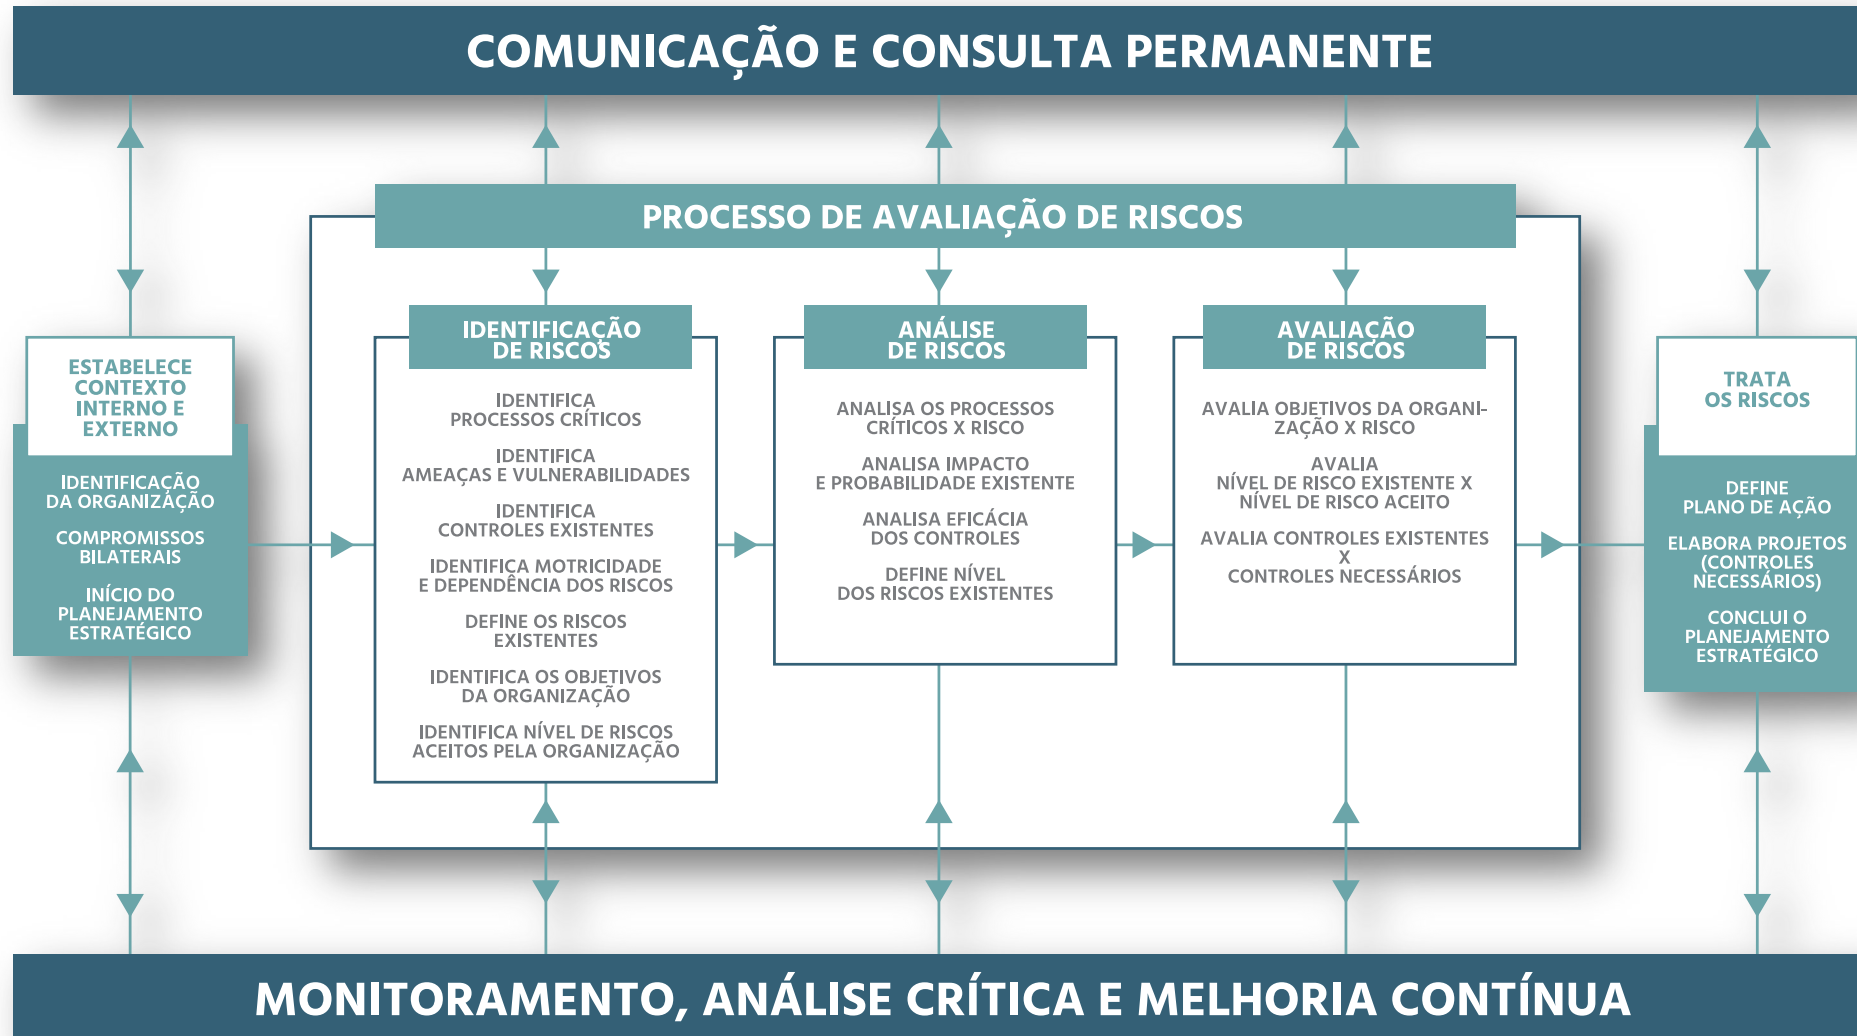 COMUNICAÇÃO E CONSULTA PERMANENTE
PROCESSO DE AVALIAÇÃO DE RISCOS
ESTABELECE
CONTEXTO
INTERNO E
EXTERNO
IDENTIFICAÇÃO
DA ORGANIZAÇÃO
COMPROMISSOS
BILATERAIS
INÍCIO DO
PLANEJAMENTO
ESTRATÉGICO
IDENTIFICAÇÃO
DE RISCOS
IDENTIFICA
PROCESSOS CRÍTICOS
IDENTIFICA
AMEAÇAS E VULNERABILIDADES
IDENTIFICA
CONTROLES EXISTENTES
IDENTIFICA MOTRICIDADE
E DEPENDÊNCIA DOS RISCOS
DEFINE OS RISCOS
EXISTENTES
IDENTIFICA OS OBJETIVOS
DA ORGANIZAÇÃO
IDENTIFICA NÍVEL DE RISCOS
ACEITOS PELA ORGANIZAÇÃO
ANÁLISE
DE RISCOS
ANALISA OS PROCESSOS
CRÍTICOS X RISCO
ANALISA IMPACTO
E PROBABILIDADE EXISTENTE
ANALISA EFICÁCIA
DOS CONTROLES
DEFINE NÍVEL
DOS RISCOS EXISTENTES
AVALIAÇÃO
DE RISCOS
AVALIA OBJETIVOS DA ORGANI-
ZAÇÃO X RISCO
AVALIA
NÍVEL DE RISCO EXISTENTE X
NÍVEL DE RISCO ACEITO
AVALIA CONTROLES EXISTENTES
X
CONTROLES NECESSÁRIOS
TRATA
OS RISCOS
DEFINE
PLANO DE AÇÃO
ELABORA PROJETOS
(CONTROLES
NECESSÁRIOS)
CONCLUI O
PLANEJAMENTO
ESTRATÉGICO
MONITORAMENTO, ANÁLISE CRÍTICA E MELHORIA CONTÍNUA